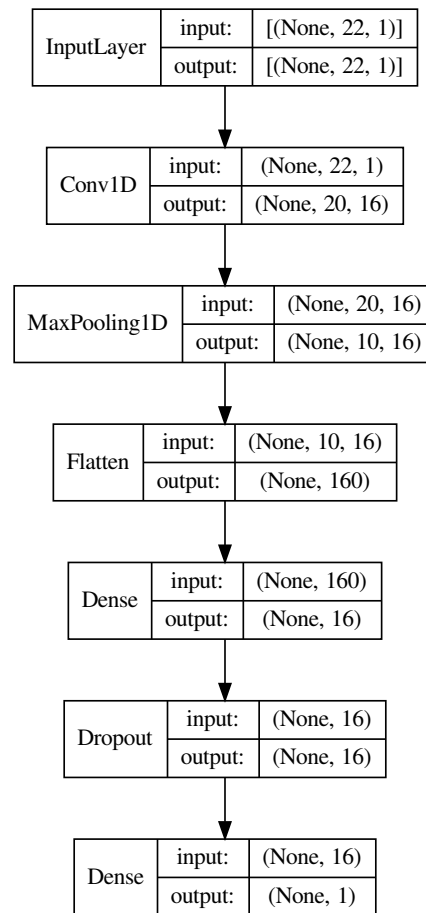 InputLayer
input: [(None, 22, 1)]
output: [(None, 22, 1)]
Conv1D
input: (None, 22, 1)
output: (None, 20, 16)
MaxPooling1D
input: (None, 20, 16)
output: (None, 10, 16)
Flatten
input: (None, 10, 16)
output: (None, 160)
Dense
input: (None, 160)
output: (None, 16)
Dropout
input: (None, 16)
output: (None, 16)
Dense
input: (None, 16)
output: (None, 1)